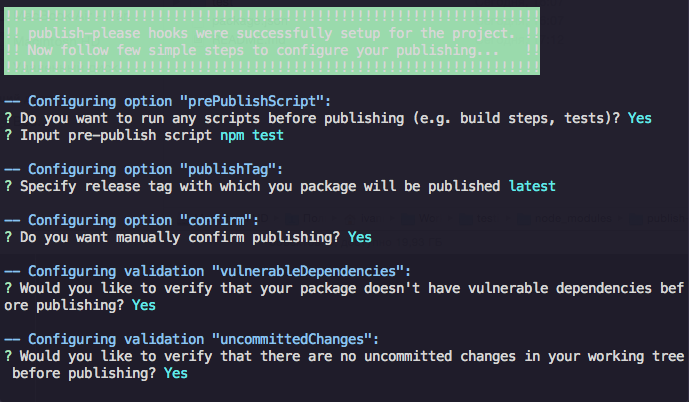 !!!!!!!!!!!!!!!!!!!!!!!!!!!!!!!!!!!!!!!!!!!!!!!!!!!!!!!!!!!!!!!!!!
!! publish-please hooks were successfully setup for the project. !!
!! Now follow few simple steps to configure your publishing...   !!
!!!!!!!!!!!!!!!!!!!!!!!!!!!!!!!!!!!!!!!!!!!!!!!!!!!!!!!!!!!!!!!!!!
-- Configuring option "prePublishScript":
? Do you want to run any scripts before publishing (e.g. build steps, tests)? Yes
? Input pre-publish script npm test
-- Configuring option "publishTag":
? Specify release tag with which you package will be published latest
-- Configuring option "confirm":
? Do you want manually confirm publishing? Yes
-- Configuring validation "vulnerableDependencies":
? Would you like to verify that your package doesn't have vulnerable dependencies bef
ore publishing? Yes
-- Configuring validation "uncommittedChanges":
? Would you like to verify that there are no uncommitted changes in your working tree
before publishing? Yes